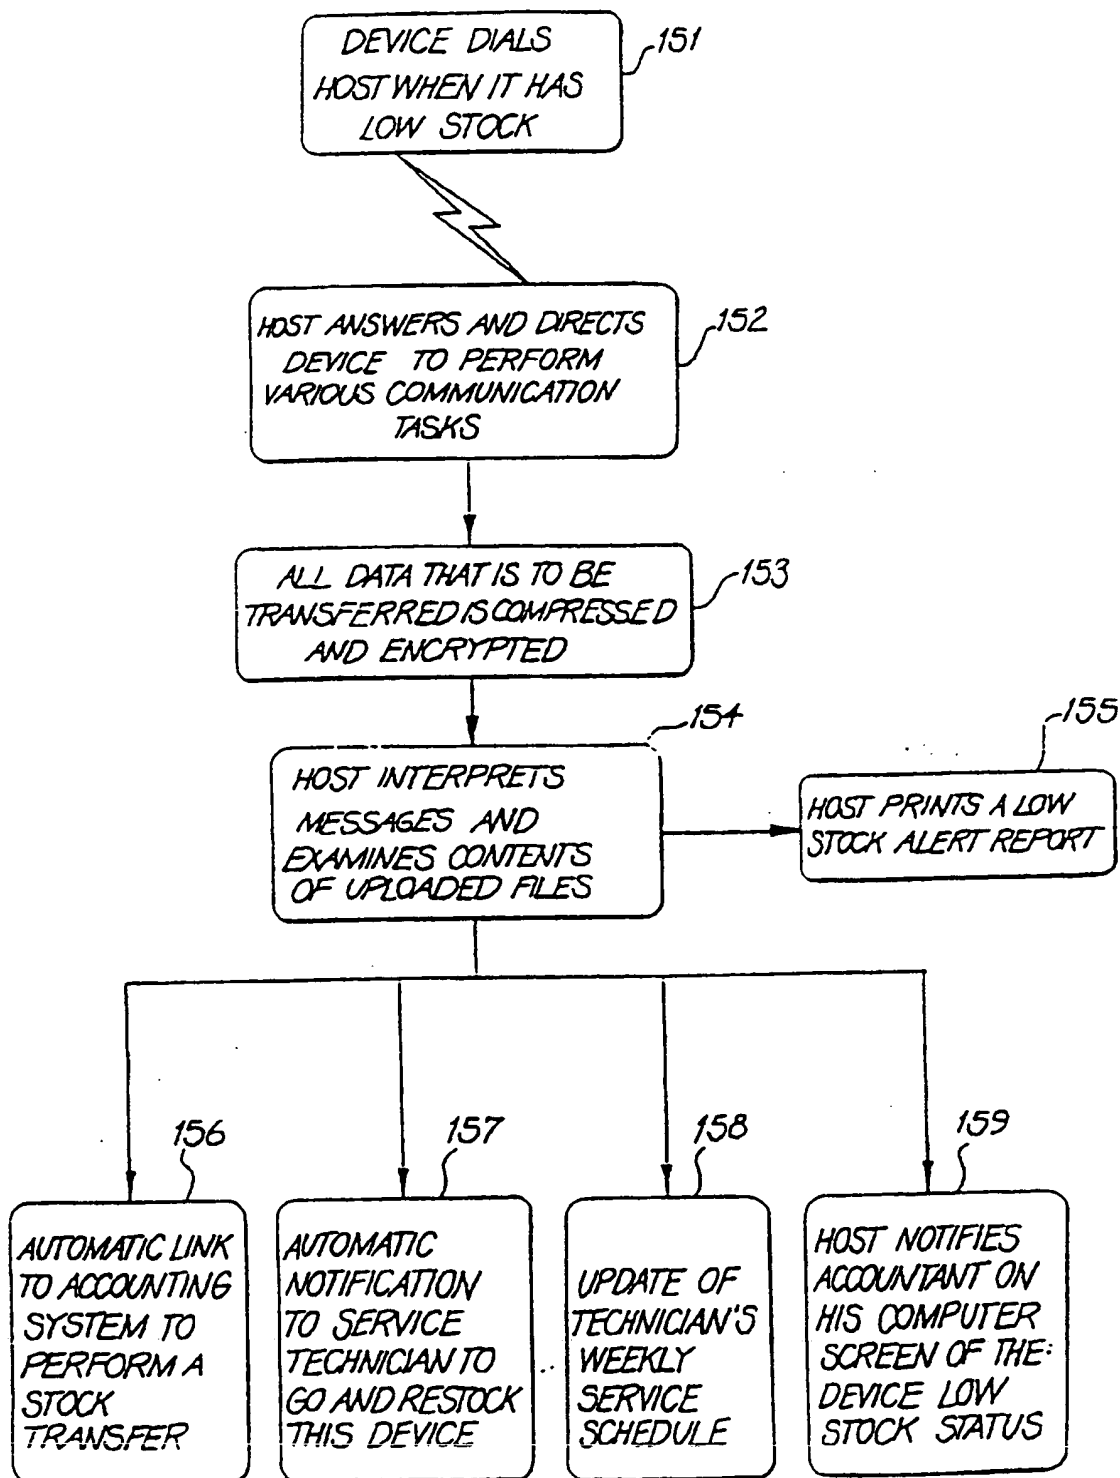 DEVICE DIALS
HOST WHEN IT HAS
LOW STOCK
151
HOST ANSWERS AND DIRECTS
DEVICE TO PERFORM
VARIOUS COMMUNICATION
TASKS
152
ALL DATA THAT IS TO BE
TRANSFERRED IS COMPRESSED
AND ENCRYPTED
153
HOST INTERPRETS
MESSAGES AND
EXAMINES CONTENTS
OF UPLOADED FILES
154
HOST PRINTS A LOW
STOCK ALERT REPORT
155
156
AUTOMATIC LINK
TO ACCOUNTING
SYSTEM TO
PERFORM A
STOCK
TRANSFER
157
AUTOMATIC
NOTIFICATION
TO SERVICE
TECHNICIAN TO
GO AND RESTOCK
THIS DEVICE
158
UPDATE OF
TECHNICIAN'S
WEEKLY
SERVICE
SCHEDULE
159
HOST NOTIFIES
ACCOUNTANT ON
HIS COMPUTER
SCREEN OF THE
DEVICE LOW
STOCK STATUS